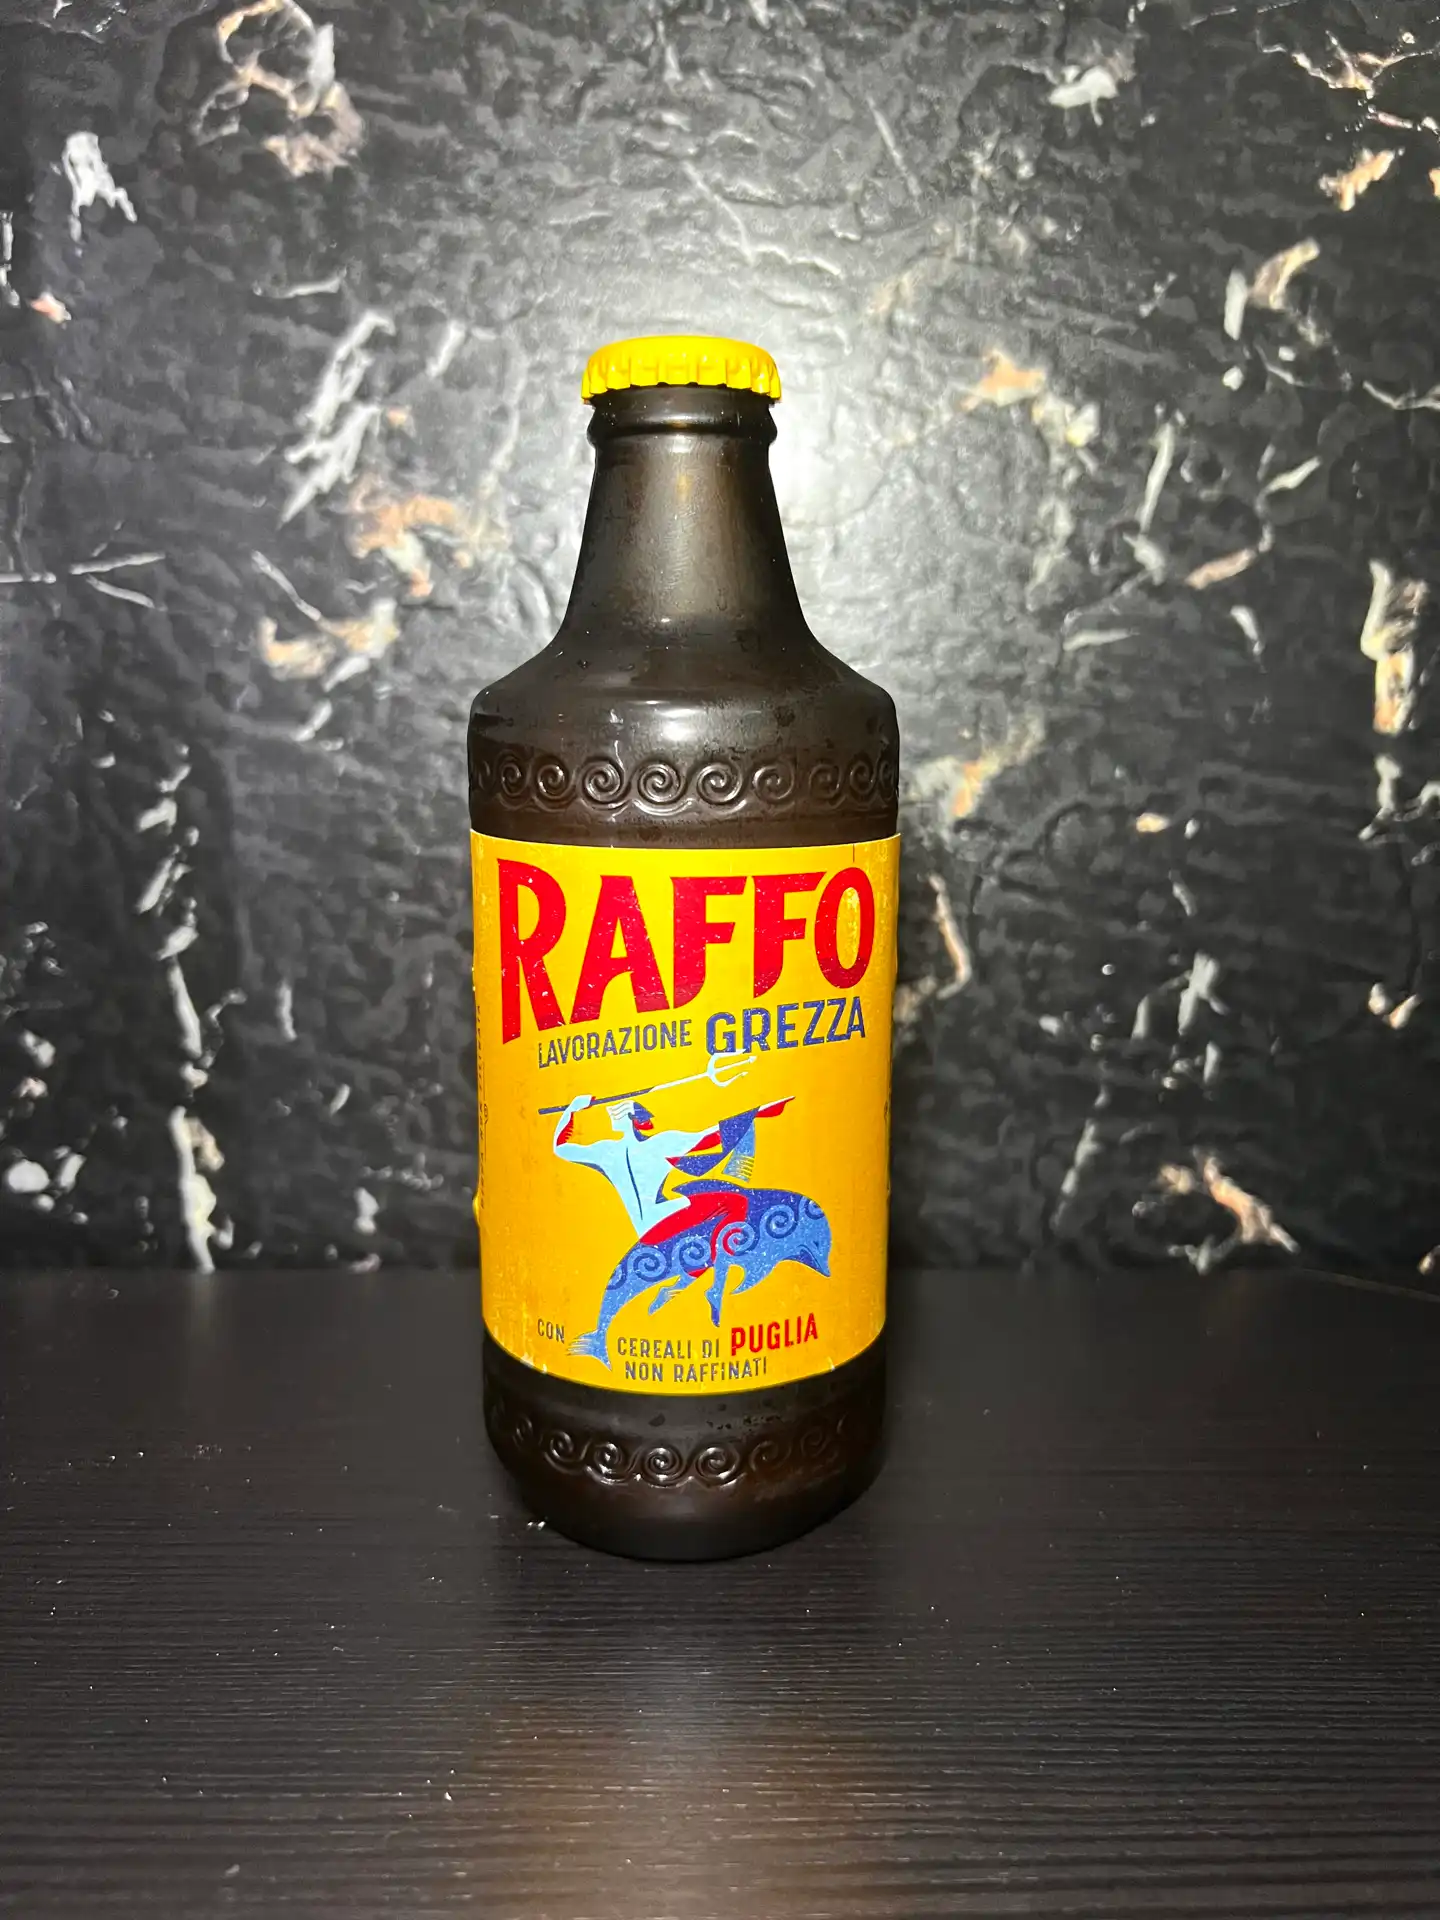 RAFFO
LAVORAZIONE GREZZA
CON CEREALI DI PUGLIA
NON RAFFINATI